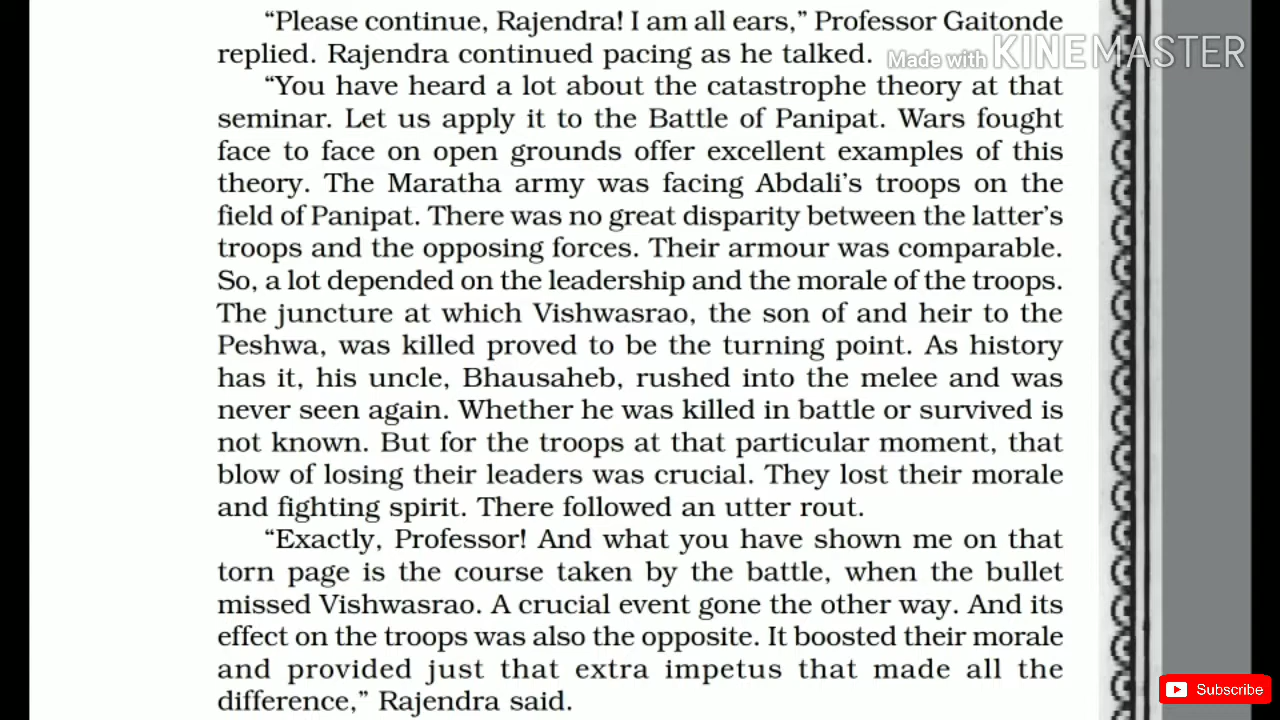 “Please continue, Rajendra! I am all ears,” Professor Gaitonde
replied. Rajendra continued pacing as he talked.
Made with KINEMASTER
“You have heard a lot about the catastrophe theory at that
seminar. Let us apply it to the Battle of Panipat. Wars fought
face to face on open grounds offer excellent examples of this
theory. The Maratha army was facing Abdali’s troops on the
field of Panipat. There was no great disparity between the latter’s
troops and the opposing forces. Their armour was comparable.
So, a lot depended on the leadership and the morale of the troops.
The juncture at which Vishwasrao, the son of and heir to the
Peshwa, was killed proved to be the turning point. As history
has it, his uncle, Bhausaheb, rushed into the melee and was
never seen again. Whether he was killed in battle or survived is
not known. But for the troops at that particular moment, that
blow of losing their leaders was crucial. They lost their morale
and fighting spirit. There followed an utter rout.
“Exactly, Professor! And what you have shown me on that
torn page is the course taken by the battle, when the bullet
missed Vishwasrao. A crucial event gone the other way. And its
effect on the troops was also the opposite. It boosted their morale
and provided just that extra impetus that made all the
difference,” Rajendra said.
Subscribe